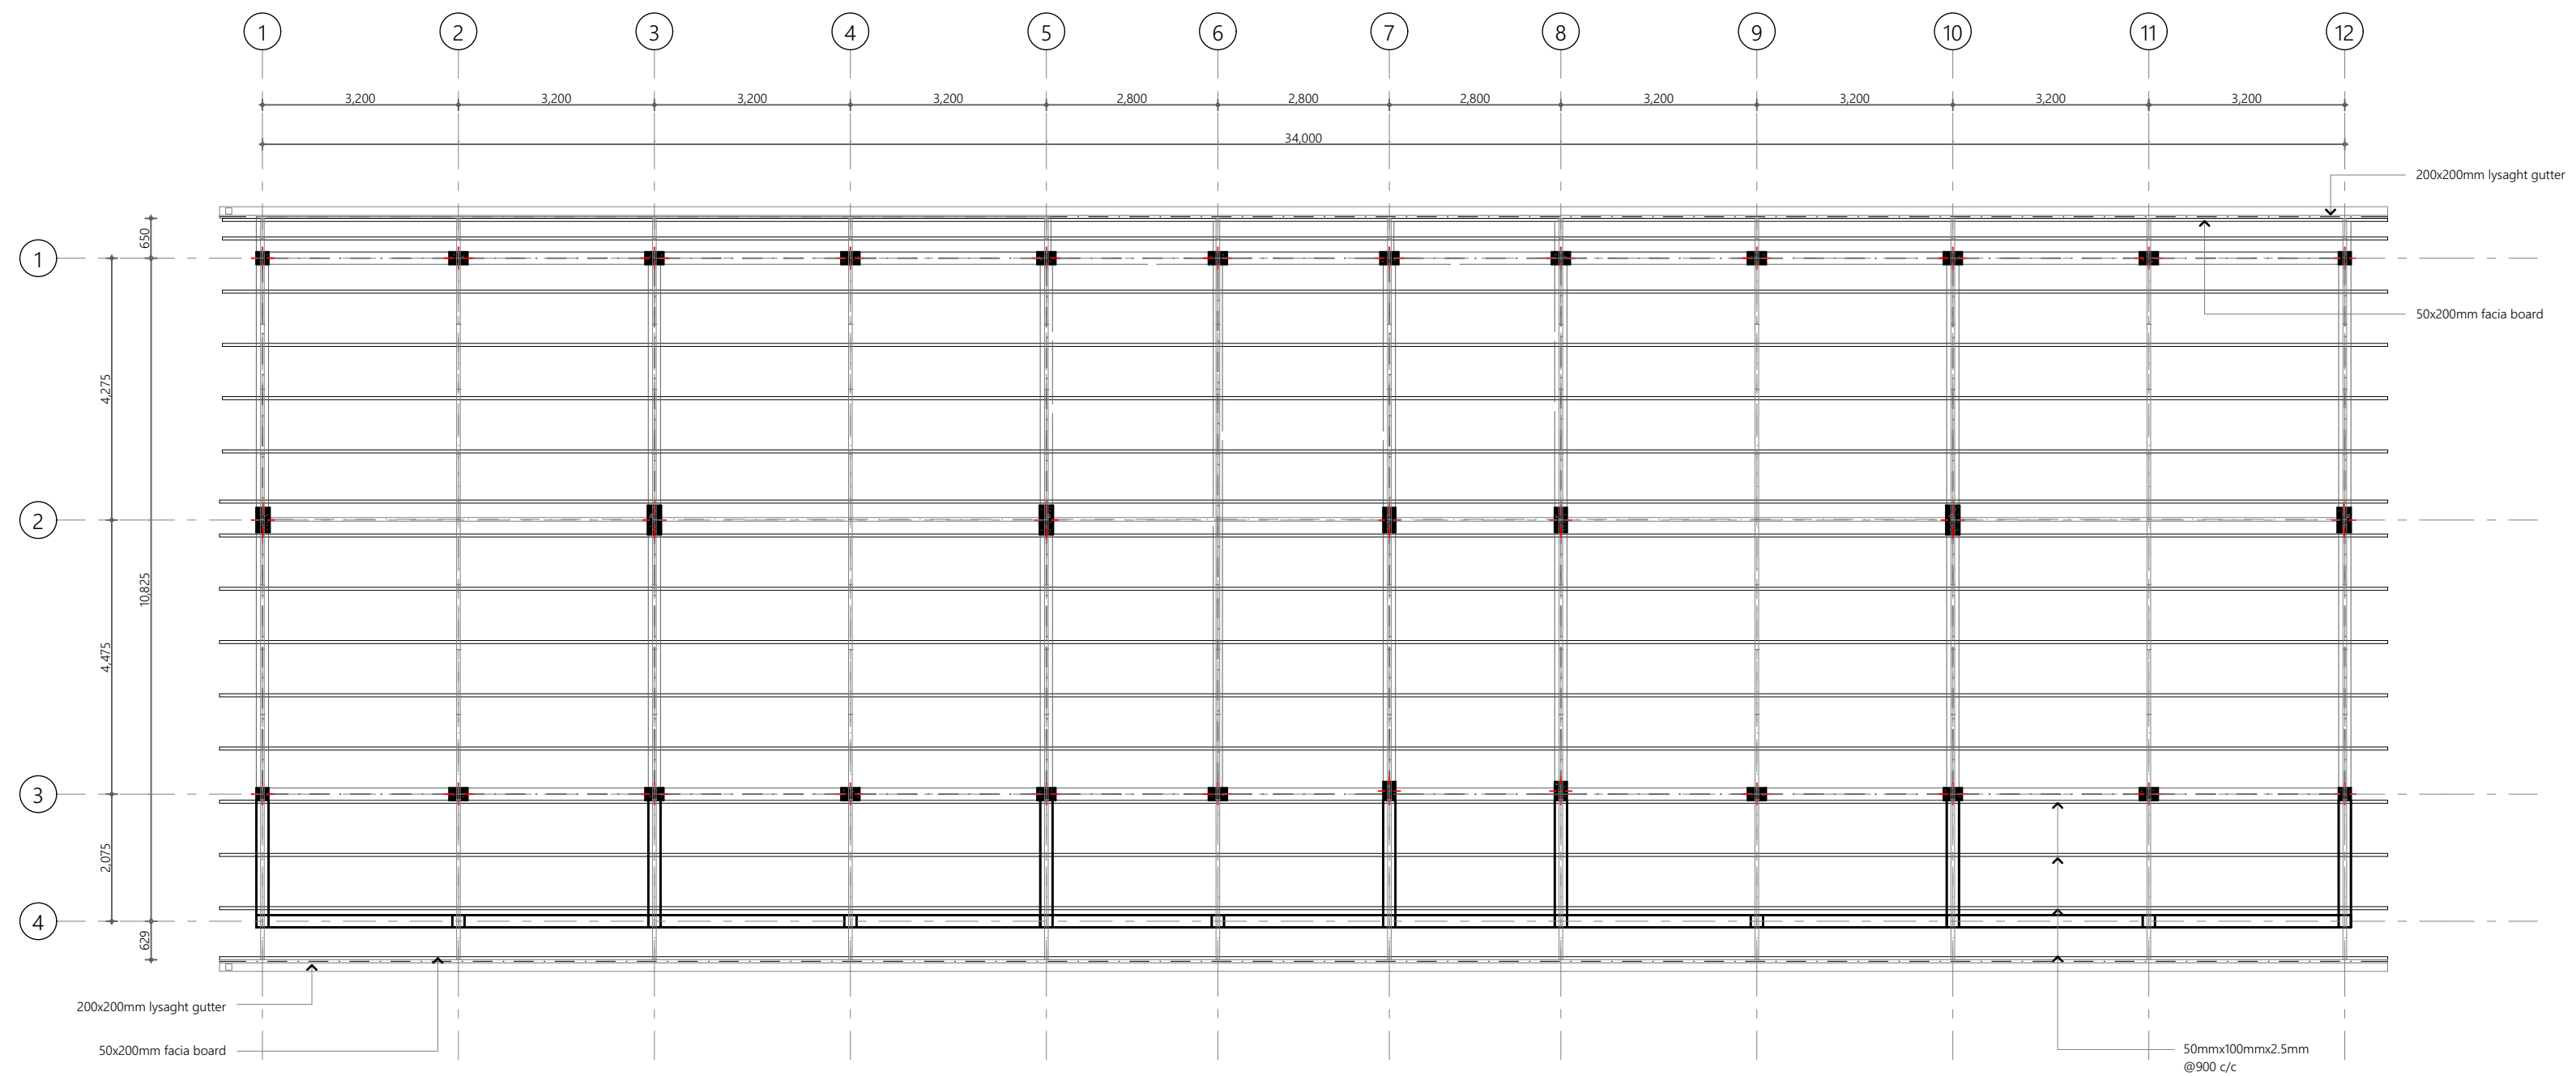 1 2 3 4 5 6 7 8 9 10 11 12
3,200 3,200 3,200 3,200 2,800 2,800 2,800 3,200 3,200 3,200 3,200
34,000
200x200mm lysaght gutter
650
1
50x200mm facia board
4,275
2
10,825
4,475
3
2,075
4
629
200x200mm lysaght gutter
50x200mm facia board
50mmx100mmx2.5mm
@900 c/c